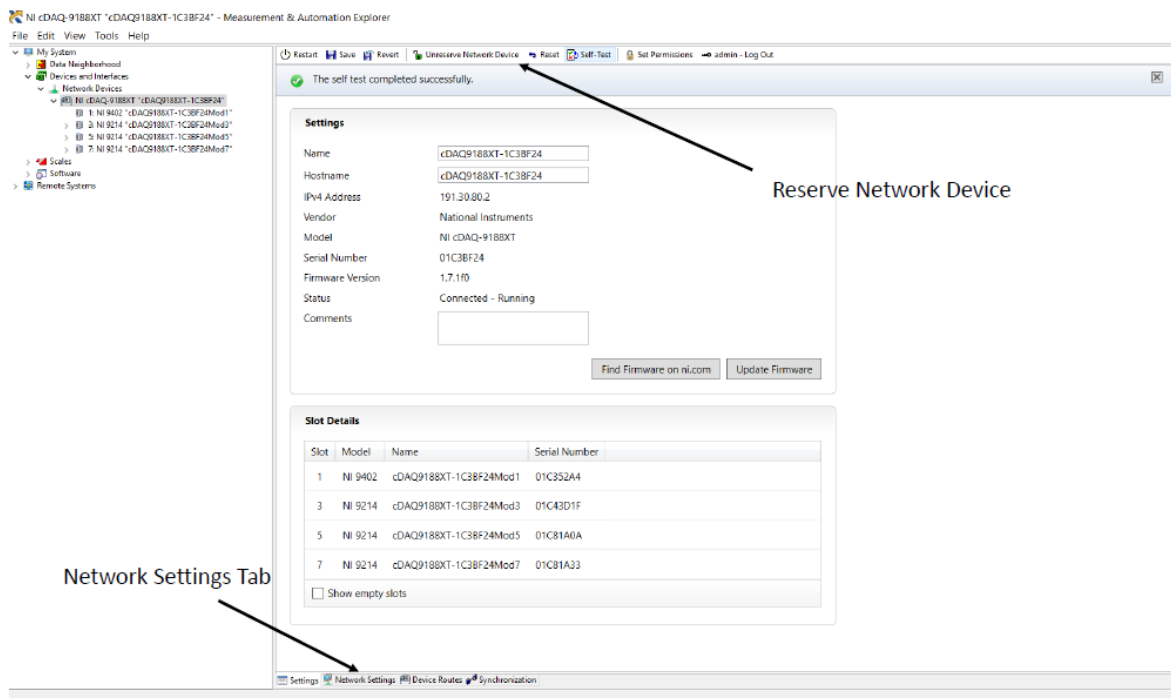 NI cDAQ-9188XT "cDAQ9188XT-1C3BF24" - Measurement & Automation Explorer
File Edit View Tools Help
My System
Data Neighborhood
Devices and Interfaces
Network Devices
NI cDAQ-9188XT "cDAQ9188XT-1C3BF24"
1: NI 9402 "cDAQ9188XT-1C3BF24Mod1"
3: NI 9214 "cDAQ9188XT-1C3BF24Mod3"
5: NI 9214 "cDAQ9188XT-1C3BF24Mod5"
7: NI 9214 "cDAQ9188XT-1C3BF24Mod7"
Scales
Software
Remote Systems
Restart Save Revert Unreserve Network Device Reset Self-Test Set Permissions admin - Log Out
The self test completed successfully.
Settings
Name cDAQ9188XT-1C3BF24
Hostname cDAQ9188XT-1C3BF24
IPv4 Address 191.30.80.2
Vendor National Instruments
Model NI cDAQ-9188XT
Serial Number 01C3BF24
Firmware Version 1.7.1f0
Status Connected - Running
Comments
Find Firmware on ni.com Update Firmware
Reserve Network Device
Slot Details
Slot Model Name Serial Number
1 NI 9402 cDAQ9188XT-1C3BF24Mod1 01C352A4
3 NI 9214 cDAQ9188XT-1C3BF24Mod3 01C43D1F
5 NI 9214 cDAQ9188XT-1C3BF24Mod5 01C81A0A
7 NI 9214 cDAQ9188XT-1C3BF24Mod7 01C81A33
Show empty slots
Network Settings Tab
Settings Network Settings Device Routes Synchronization